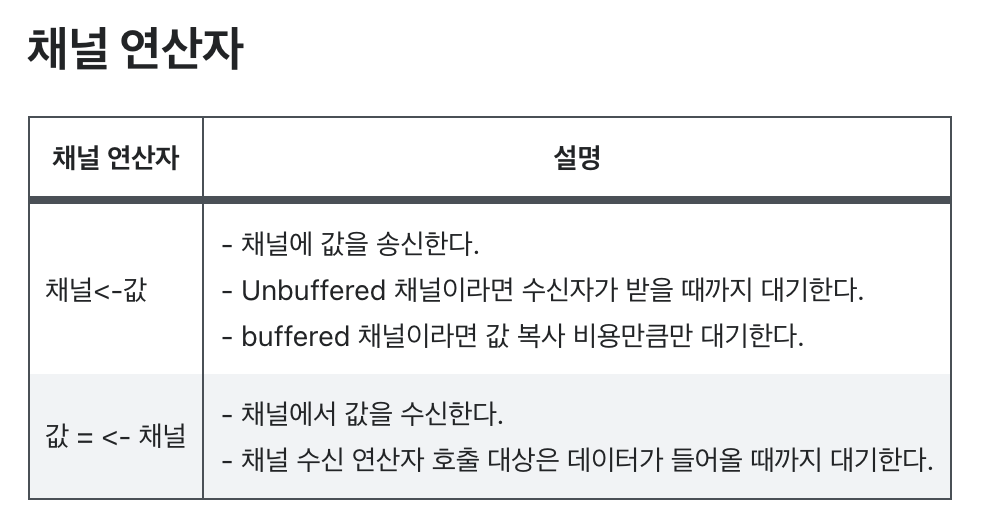 채널 연산자
채널 연산자 설명
채널<-값
- 채널에 값을 송신한다.
- Unbuffered 채널이라면 수신자가 받을 때까지 대기한다.
- buffered 채널이라면 값 복사 비용만큼만 대기한다.
값 = <- 채널
- 채널에서 값을 수신한다.
- 채널 수신 연산자 호출 대상은 데이터가 들어올 때까지 대기한다.